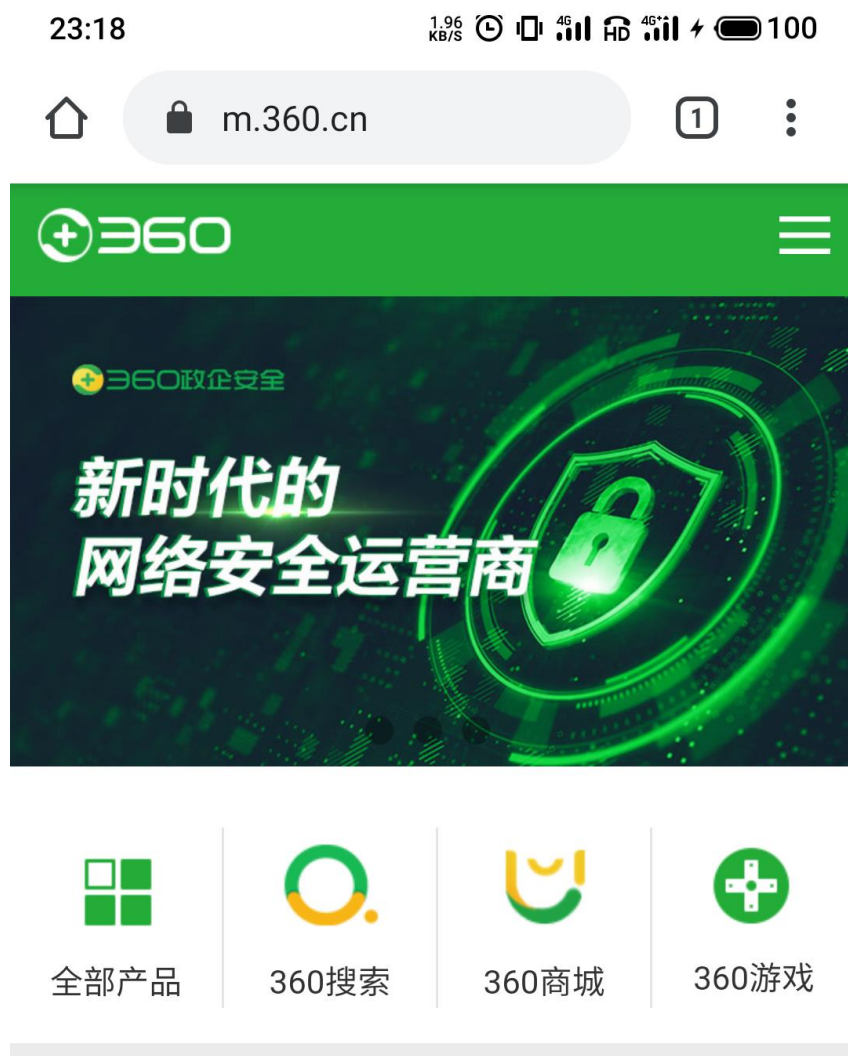 23:18
1.96
KB/S
4G
HD
4G+
100
m.360.cn
1
360
360政企安全
新时代的
网络安全运营商
全部产品
360搜索
360商城
360游戏